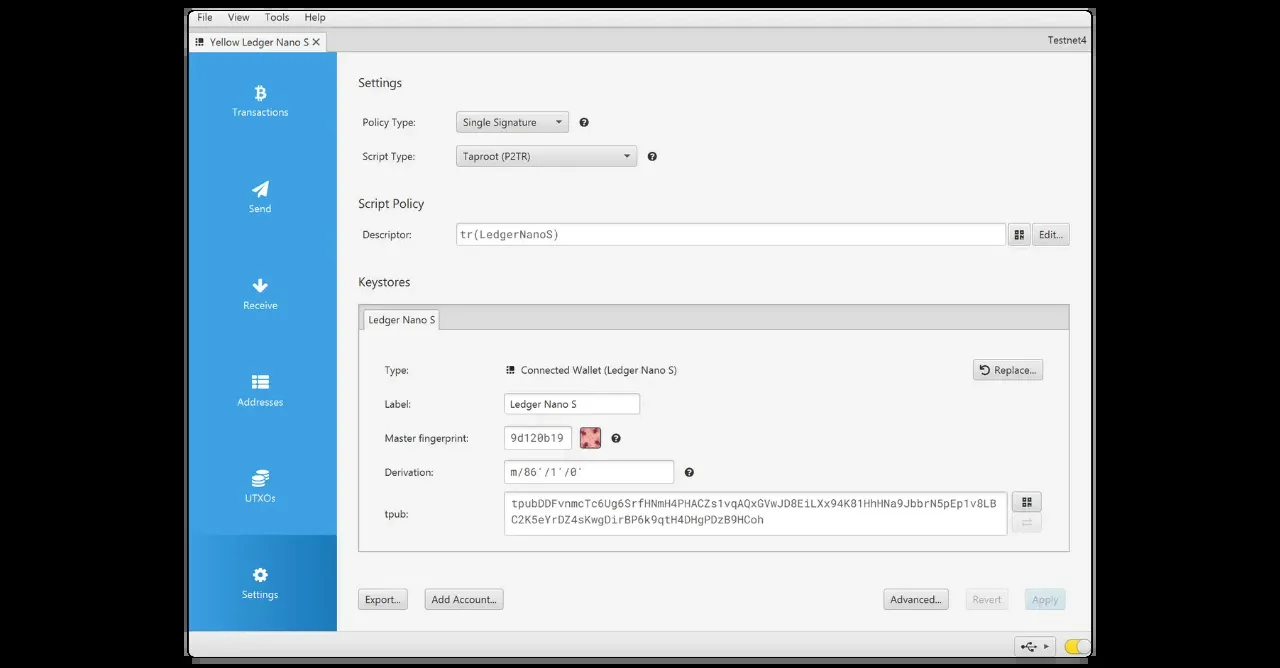 File View Tools Help
Yellow Ledger Nano S
Testnet4
Transactions
Send
Receive
Addresses
UTXOs
Settings
Settings
Policy Type: Single Signature
Script Type: Taproot (P2TR)
Script Policy
Descriptor: tr(LedgerNanoS) Edit...
Keystores
Ledger Nano S
Type: Connected Wallet (Ledger Nano S) Replace...
Label: Ledger Nano S
Master fingerprint: 9d120b19
Derivation: m/86'/1'/0'
tpub: tpubDDFvnmcTc6Ug6SrfHNmH4PHACZs1vqAQxGVwJD8EiLXx94K81HhHNa9JbbrN5pEp1v8LB
C2K5eYrDZ4sKwgDirBP6k9qtH4DHgPDzB9HCoh
Export... Add Account... Advanced... Revert Apply